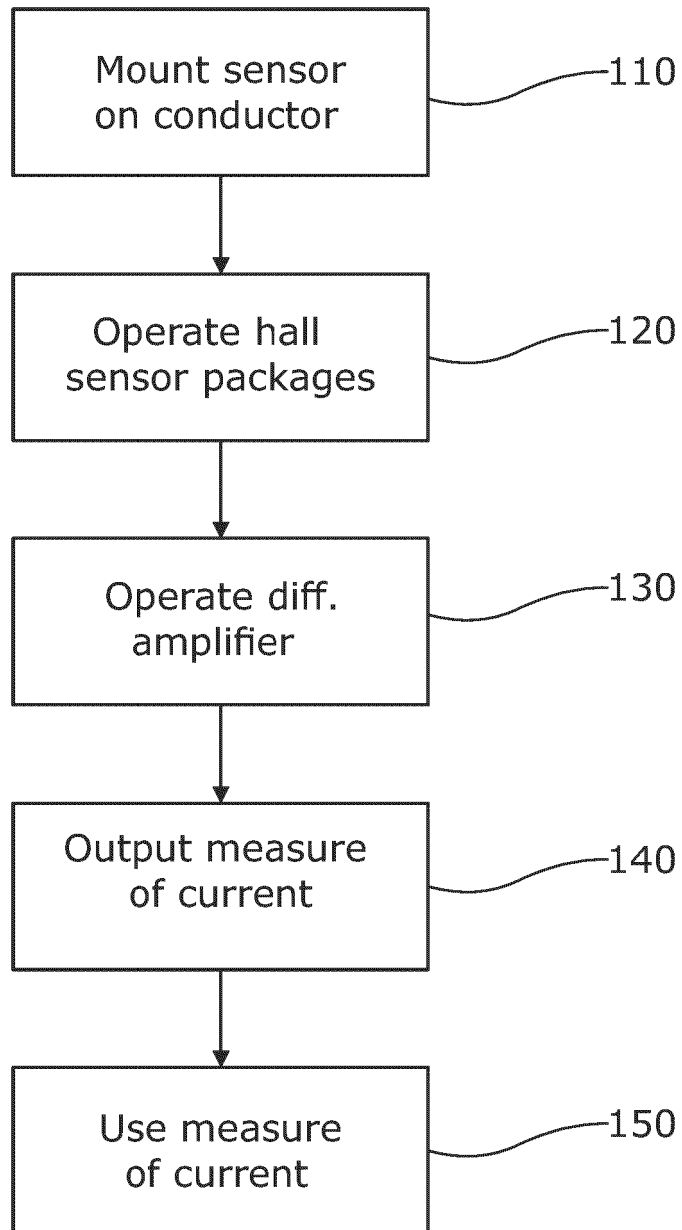 Mount sensor
on conductor
110
Operate hall
sensor packages
120
Operate diff.
amplifier
130
Output measure
of current
140
Use measure
of current
150